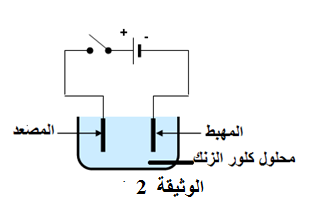 + -
المصعد
المهبط
محلول كلور الزنك
الوثيقة 2